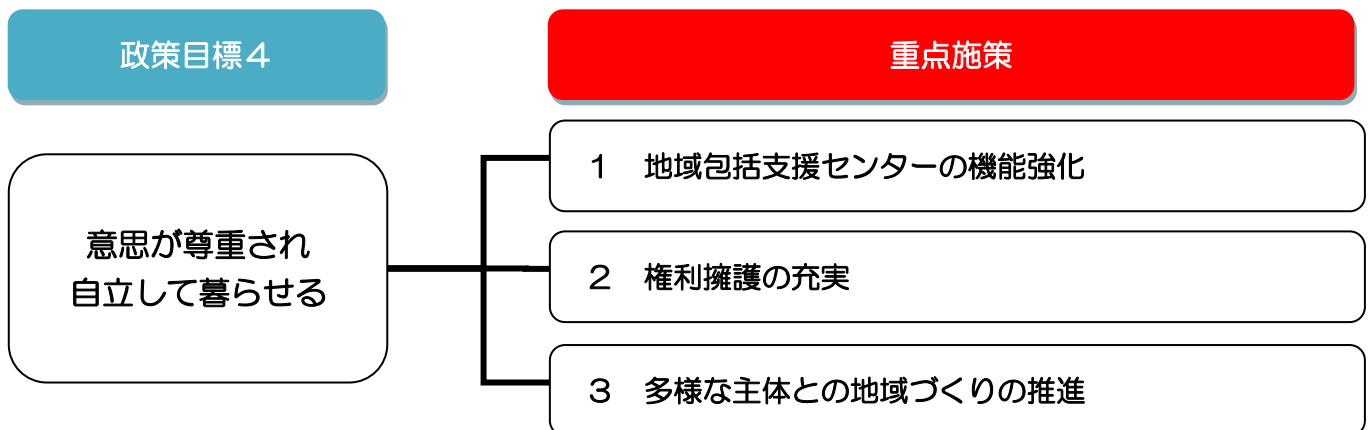 政策目標４
重点施策
意思が尊重され
自立して暮らせる
１　地域包括支援センターの機能強化
２　権利擁護の充実
３　多様な主体との地域づくりの推進